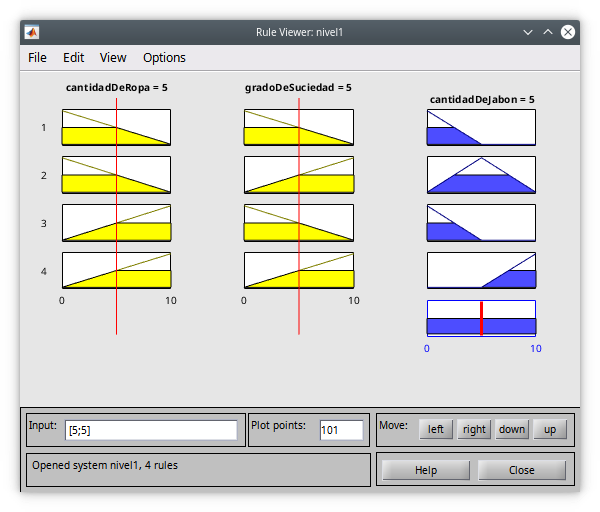 Rule Viewer: nivel1
File Edit View Options
cantidadDeRopa = 5 gradoDeSuciedad = 5 cantidadDeJabon = 5
1
2
3
4
0 10 0 10
0 10
Input: [5;5] Plot points: 101 Move: left right down up
Opened system nivel1, 4 rules Help Close